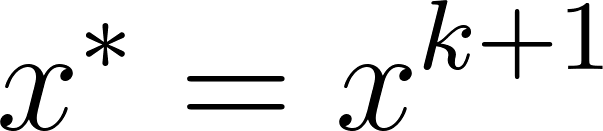 x^* = x^{k+1}